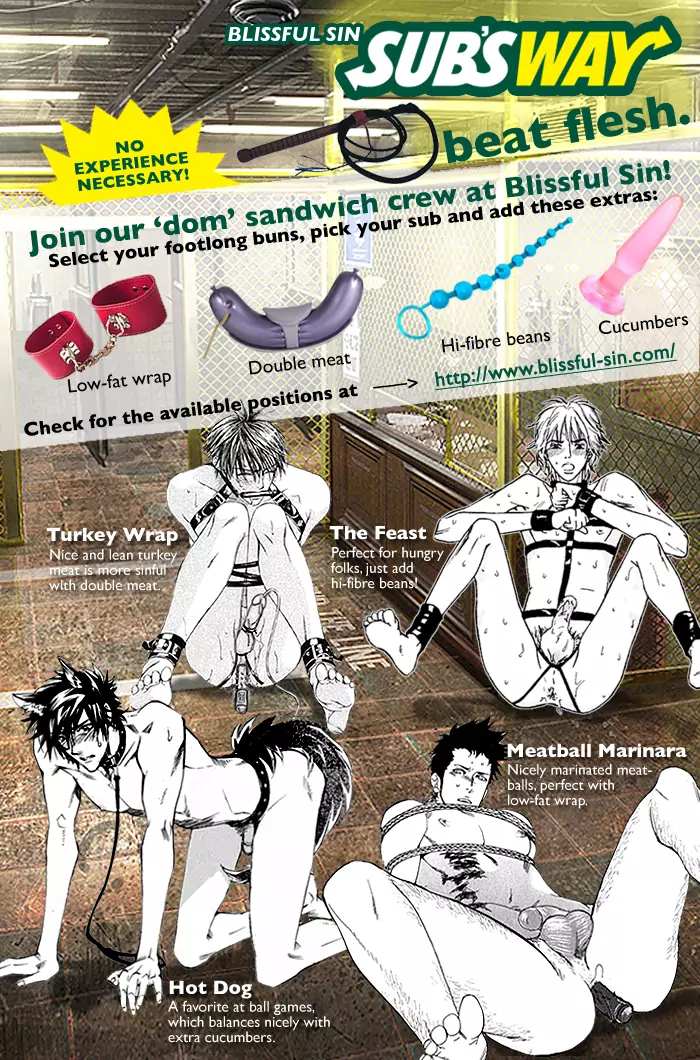 BLISSFUL SIN
SUB'SWAY
beat flesh.
NO
EXPERIENCE
NECESSARY!
Join our 'dom' sandwich crew at Blissful Sin!
Select your footlong buns, pick your sub and add these extras:
Low-fat wrap
Double meat
Hi-fibre beans
Cucumbers
Check for the available positions at
http://www.blissful-sin.com/
Turkey Wrap
Nice and lean turkey
meat is more sinful
with double meat.
The Feast
Perfect for hungry
folks, just add
hi-fibre beans!
Meatball Marinara
Nicely marinated meat-
balls, perfect with
low-fat wrap.
Hot Dog
A favorite at ball games,
which balances nicely with
extra cucumbers.